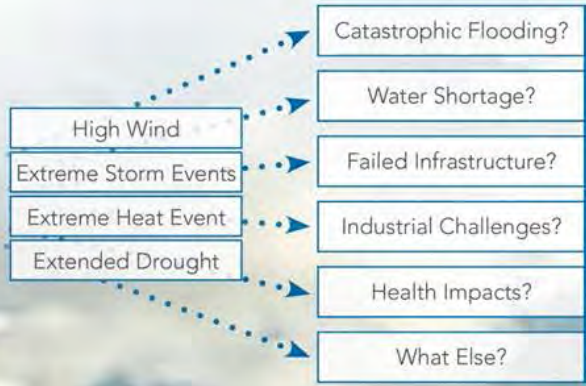 High Wind
Extreme Storm Events
Extreme Heat Event
Extended Drought
Catastrophic Flooding?
Water Shortage?
Failed Infrastructure?
Industrial Challenges?
Health Impacts?
What Else?